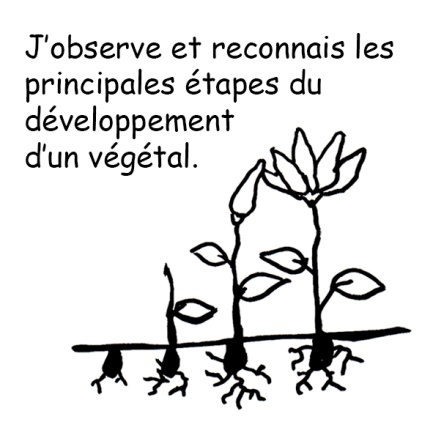 J'observe et reconnais les
principales étapes du
développement
d'un végétal.